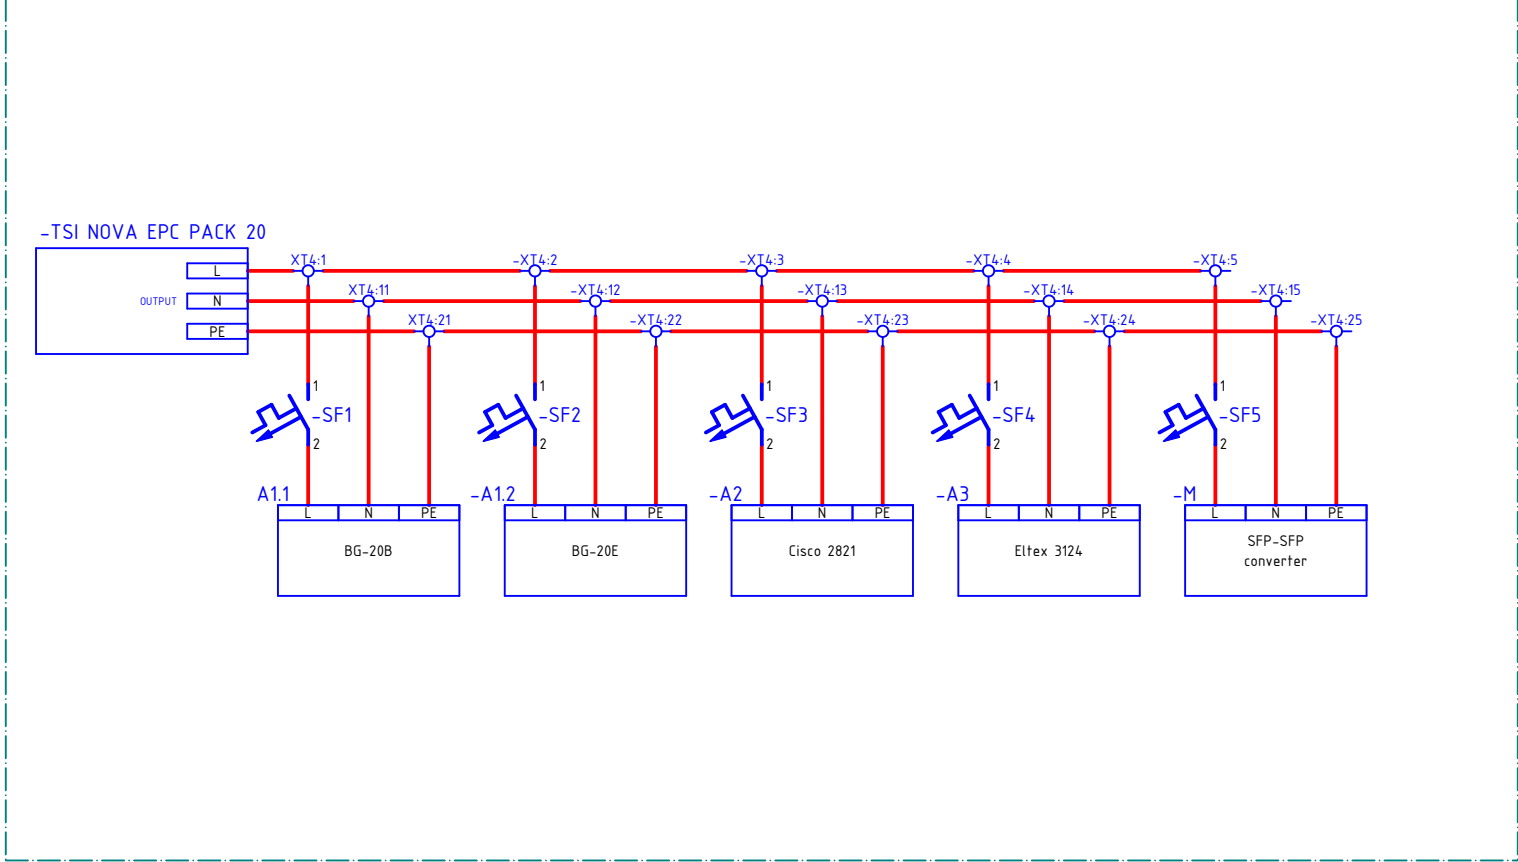 -TSI NOVA EPC PACK 20
XT4:1
-XT4:2
-XT4:3
-XT4:4
-XT4:5
L
XT4:11
-XT4:12
-XT4:13
-XT4:14
-XT4:15
OUTPUT
N
XT4:21
-XT4:22
-XT4:23
-XT4:24
-XT4:25
PE
1
-SF1
2
1
-SF2
2
1
-SF3
2
1
-SF4
2
1
-SF5
2
A1.1
L N PE
BG-20B
-A1.2
L N PE
BG-20E
-A2
L N PE
Cisco 2821
-A3
L N PE
Eltex 3124
-M
L N PE
SFP-SFP
converter